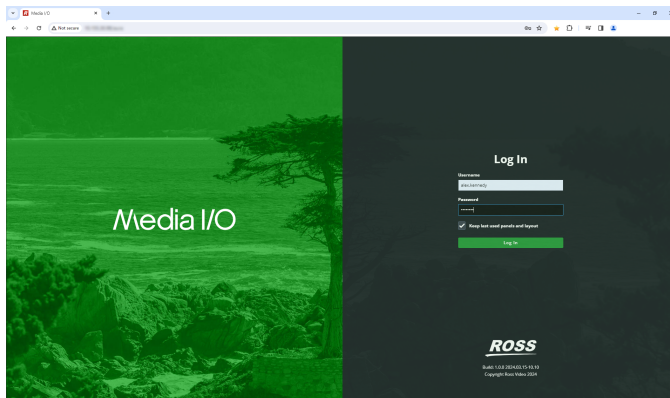 Media I/O
Not secure
Media I/O
Log In
Username
alex.kennedy
Password
Keep last used panels and layout
Log In
ROSS
Build: 1.0.0 2024.03.15-10.10
Copyright Ross Video 2024